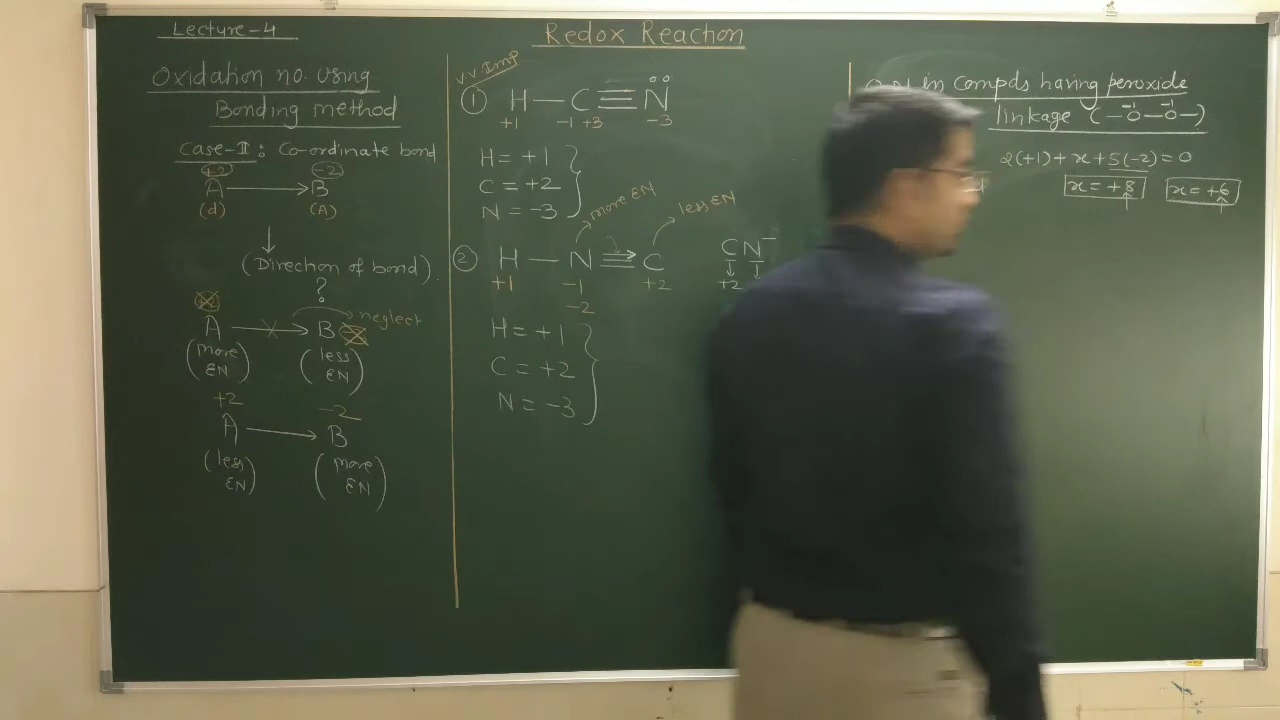 Lecture-4
Redox Reaction
Oxidation no. using
Bonding method
Case-II: Co-ordinate bond
+2 -2
A ⟶ B
(d) (A)
↓
(Direction of bond)
?
A ⟶ B → neglect
(more EN) (less EN)
+2 -2
A ⟶ B
(less EN) (more EN)
V.V.Imp
① H — C ≡ N̈
+1 -1 +3 -3
H = +1
C = +2
N = -3
more EN less EN
② H — N ≡ C
+1 -1 +2
-2
H = +1
C = +2
N = -3
CN⁻
↓ ↓
+2
in Compds having peroxide
linkage (-O⁻¹-O⁻¹-)
2(+1) + x + 5(-2) = 0
x = +8 x = +6